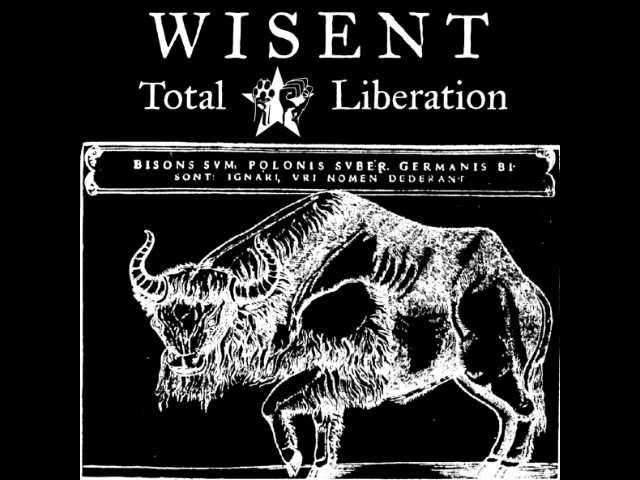 WISENT
Total Liberation
BISONS SVM, POLONIS SVBER, GERMANIS BI-
SONT: IGNARI, VRI NOMEN DEDERANT